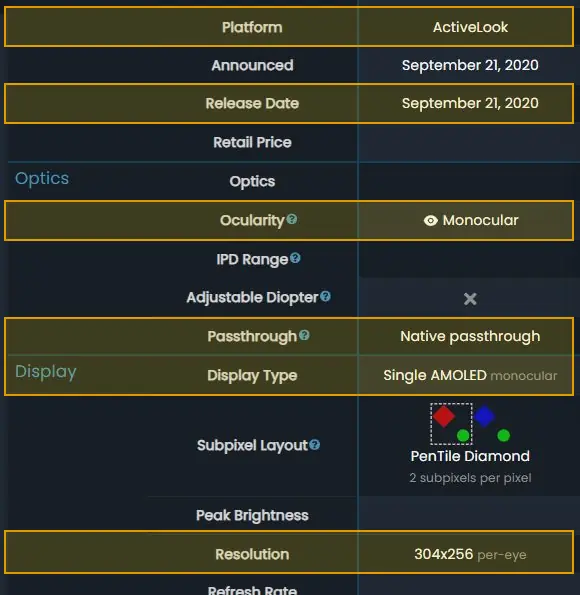 Platform ActiveLook
Announced September 21, 2020
Release Date September 21, 2020
Retail Price
Optics Optics
Ocularity? Monocular
IPD Range?
Adjustable Diopter? ×
Passthrough? Native passthrough
Display Display Type Single AMOLED monocular
Subpixel Layout? PenTile Diamond
2 subpixels per pixel
Peak Brightness
Resolution 304x256 per-eye
Refresh Rate